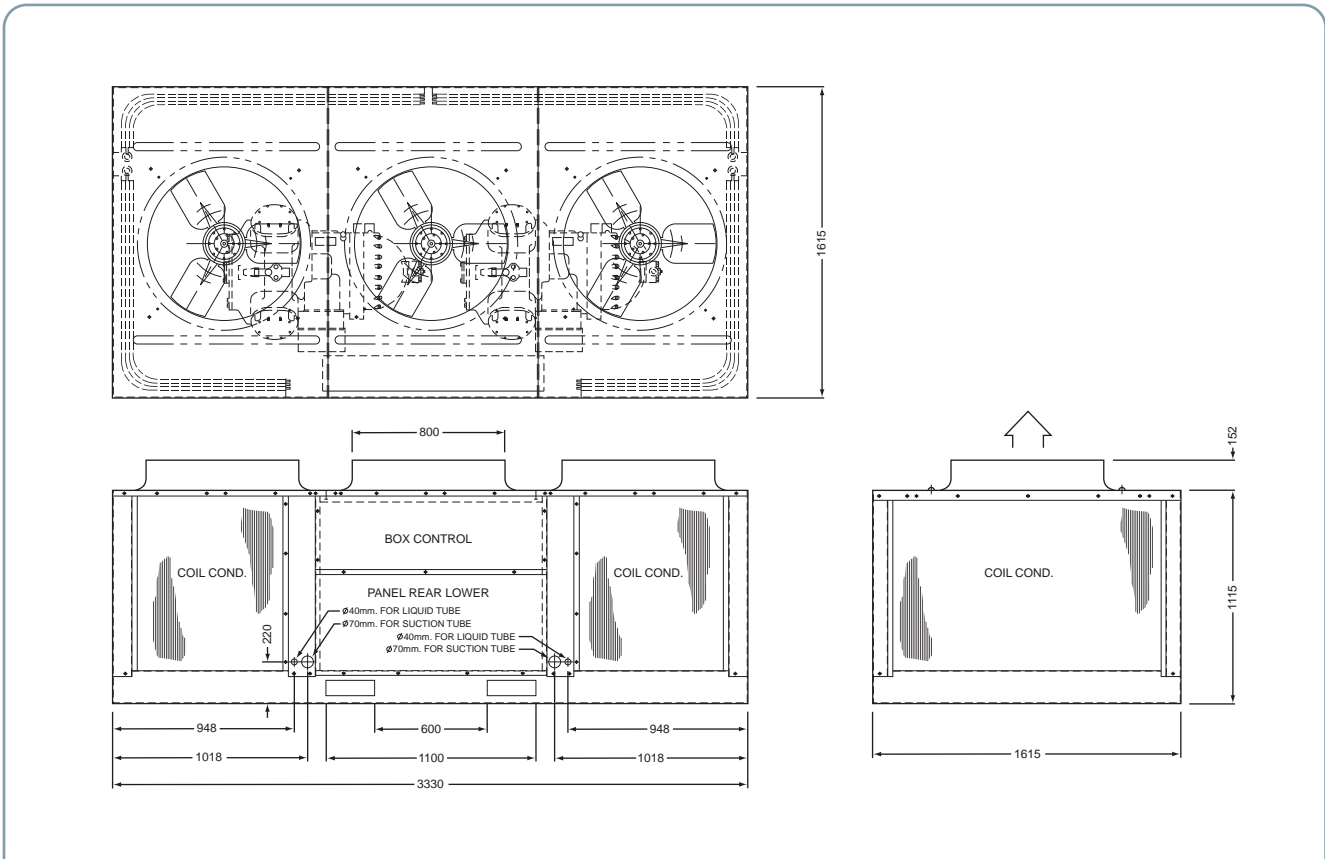 1615
800
152
BOX CONTROL
COIL COND.
COIL COND.
COIL COND.
PANEL REAR LOWER
ø40mm. FOR LIQUID TUBE
ø70mm. FOR SUCTION TUBE
ø40mm. FOR LIQUID TUBE
ø70mm. FOR SUCTION TUBE
220
1115
948
600
948
1018
1100
1018
1615
3330